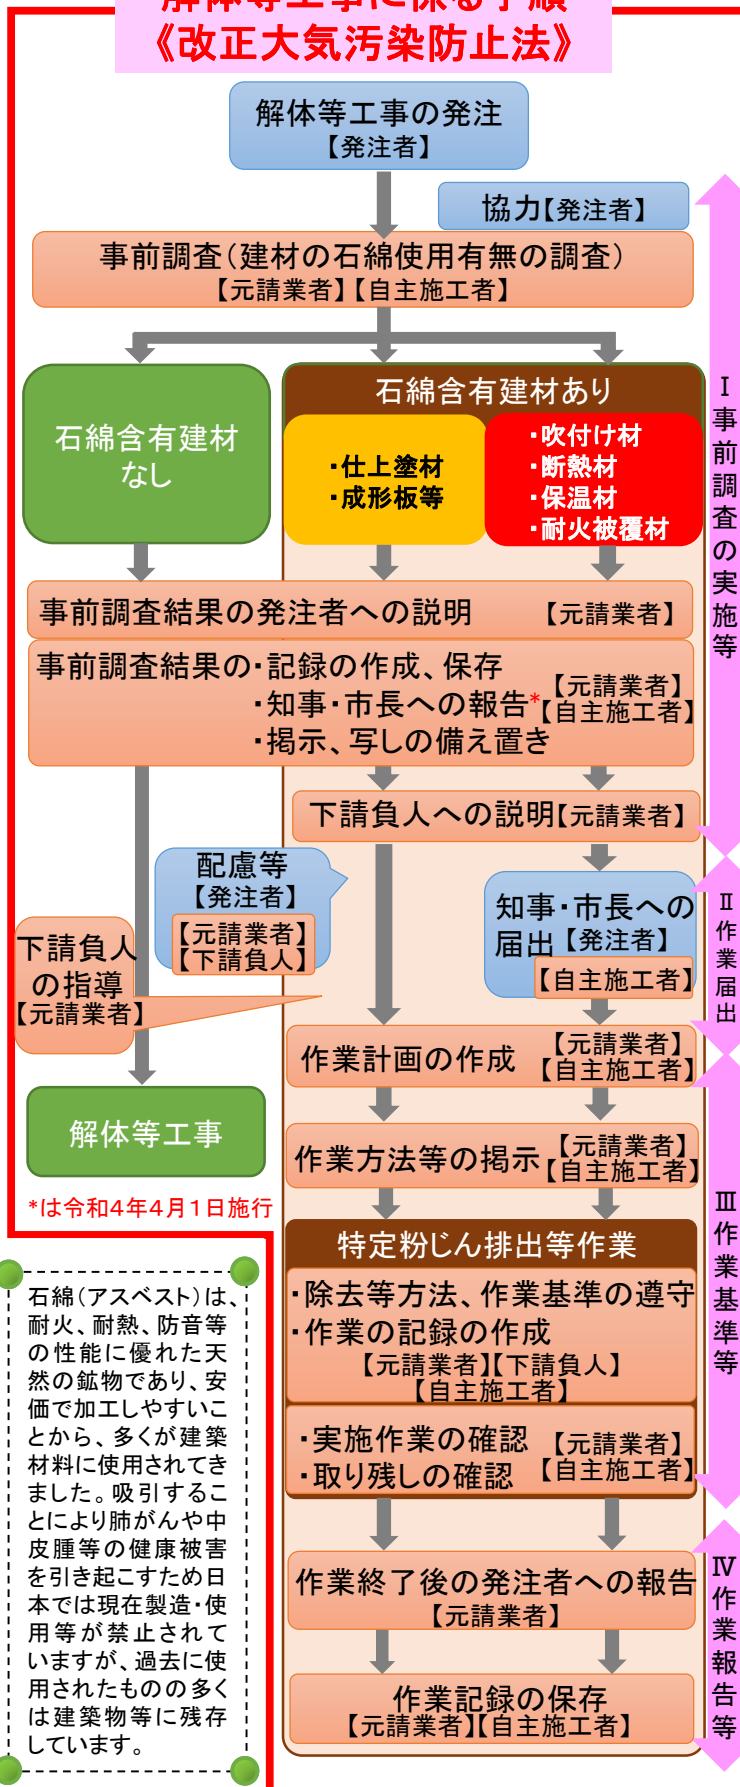 解体等工事に係る手順
《改正大気汚染防止法》
解体等工事の発注
【発注者】
協力【発注者】
事前調査（建材の石綿使用有無の調査）
【元請業者】【自主施工者】
石綿含有建材
なし
石綿含有建材あり
・仕上塗材
・成形板等
・吹付け材
・断熱材
・保温材
・耐火被覆材
事前調査結果の発注者への説明 【元請業者】
事前調査結果の・記録の作成、保存
・知事・市長への報告*
・掲示、写しの備え置き
【元請業者】
【自主施工者】
下請負人への説明【元請業者】
配慮等
【発注者】
【元請業者】
【下請負人】
知事・市長への
届出【発注者】
【自主施工者】
下請負人
の指導
【元請業者】
作業計画の作成
【元請業者】
【自主施工者】
解体等工事
作業方法等の掲示
【元請業者】
【自主施工者】
*は令和4年4月1日施行
特定粉じん排出等作業
・除去等方法、作業基準の遵守
・作業の記録の作成
【元請業者】【下請負人】
【自主施工者】
・実施作業の確認
・取り残しの確認
【元請業者】
【自主施工者】
作業終了後の発注者への報告
【元請業者】
作業記録の保存
【元請業者】【自主施工者】
Ⅰ事前調査の実施等
Ⅱ作業届出
Ⅲ作業基準等
Ⅳ作業報告等
石綿（アスベスト）は、
耐火、耐熱、防音等
の性能に優れた天
然の鉱物であり、安
価で加工しやすいこ
とから、多くが建築
材料に使用されてき
ました。吸引するこ
とにより肺がんや中
皮腫等の健康被害
を引き起こすため日
本では現在製造・使
用等が禁止されて
いますが、過去に使
用されたものの多く
は建築物等に残存
しています。